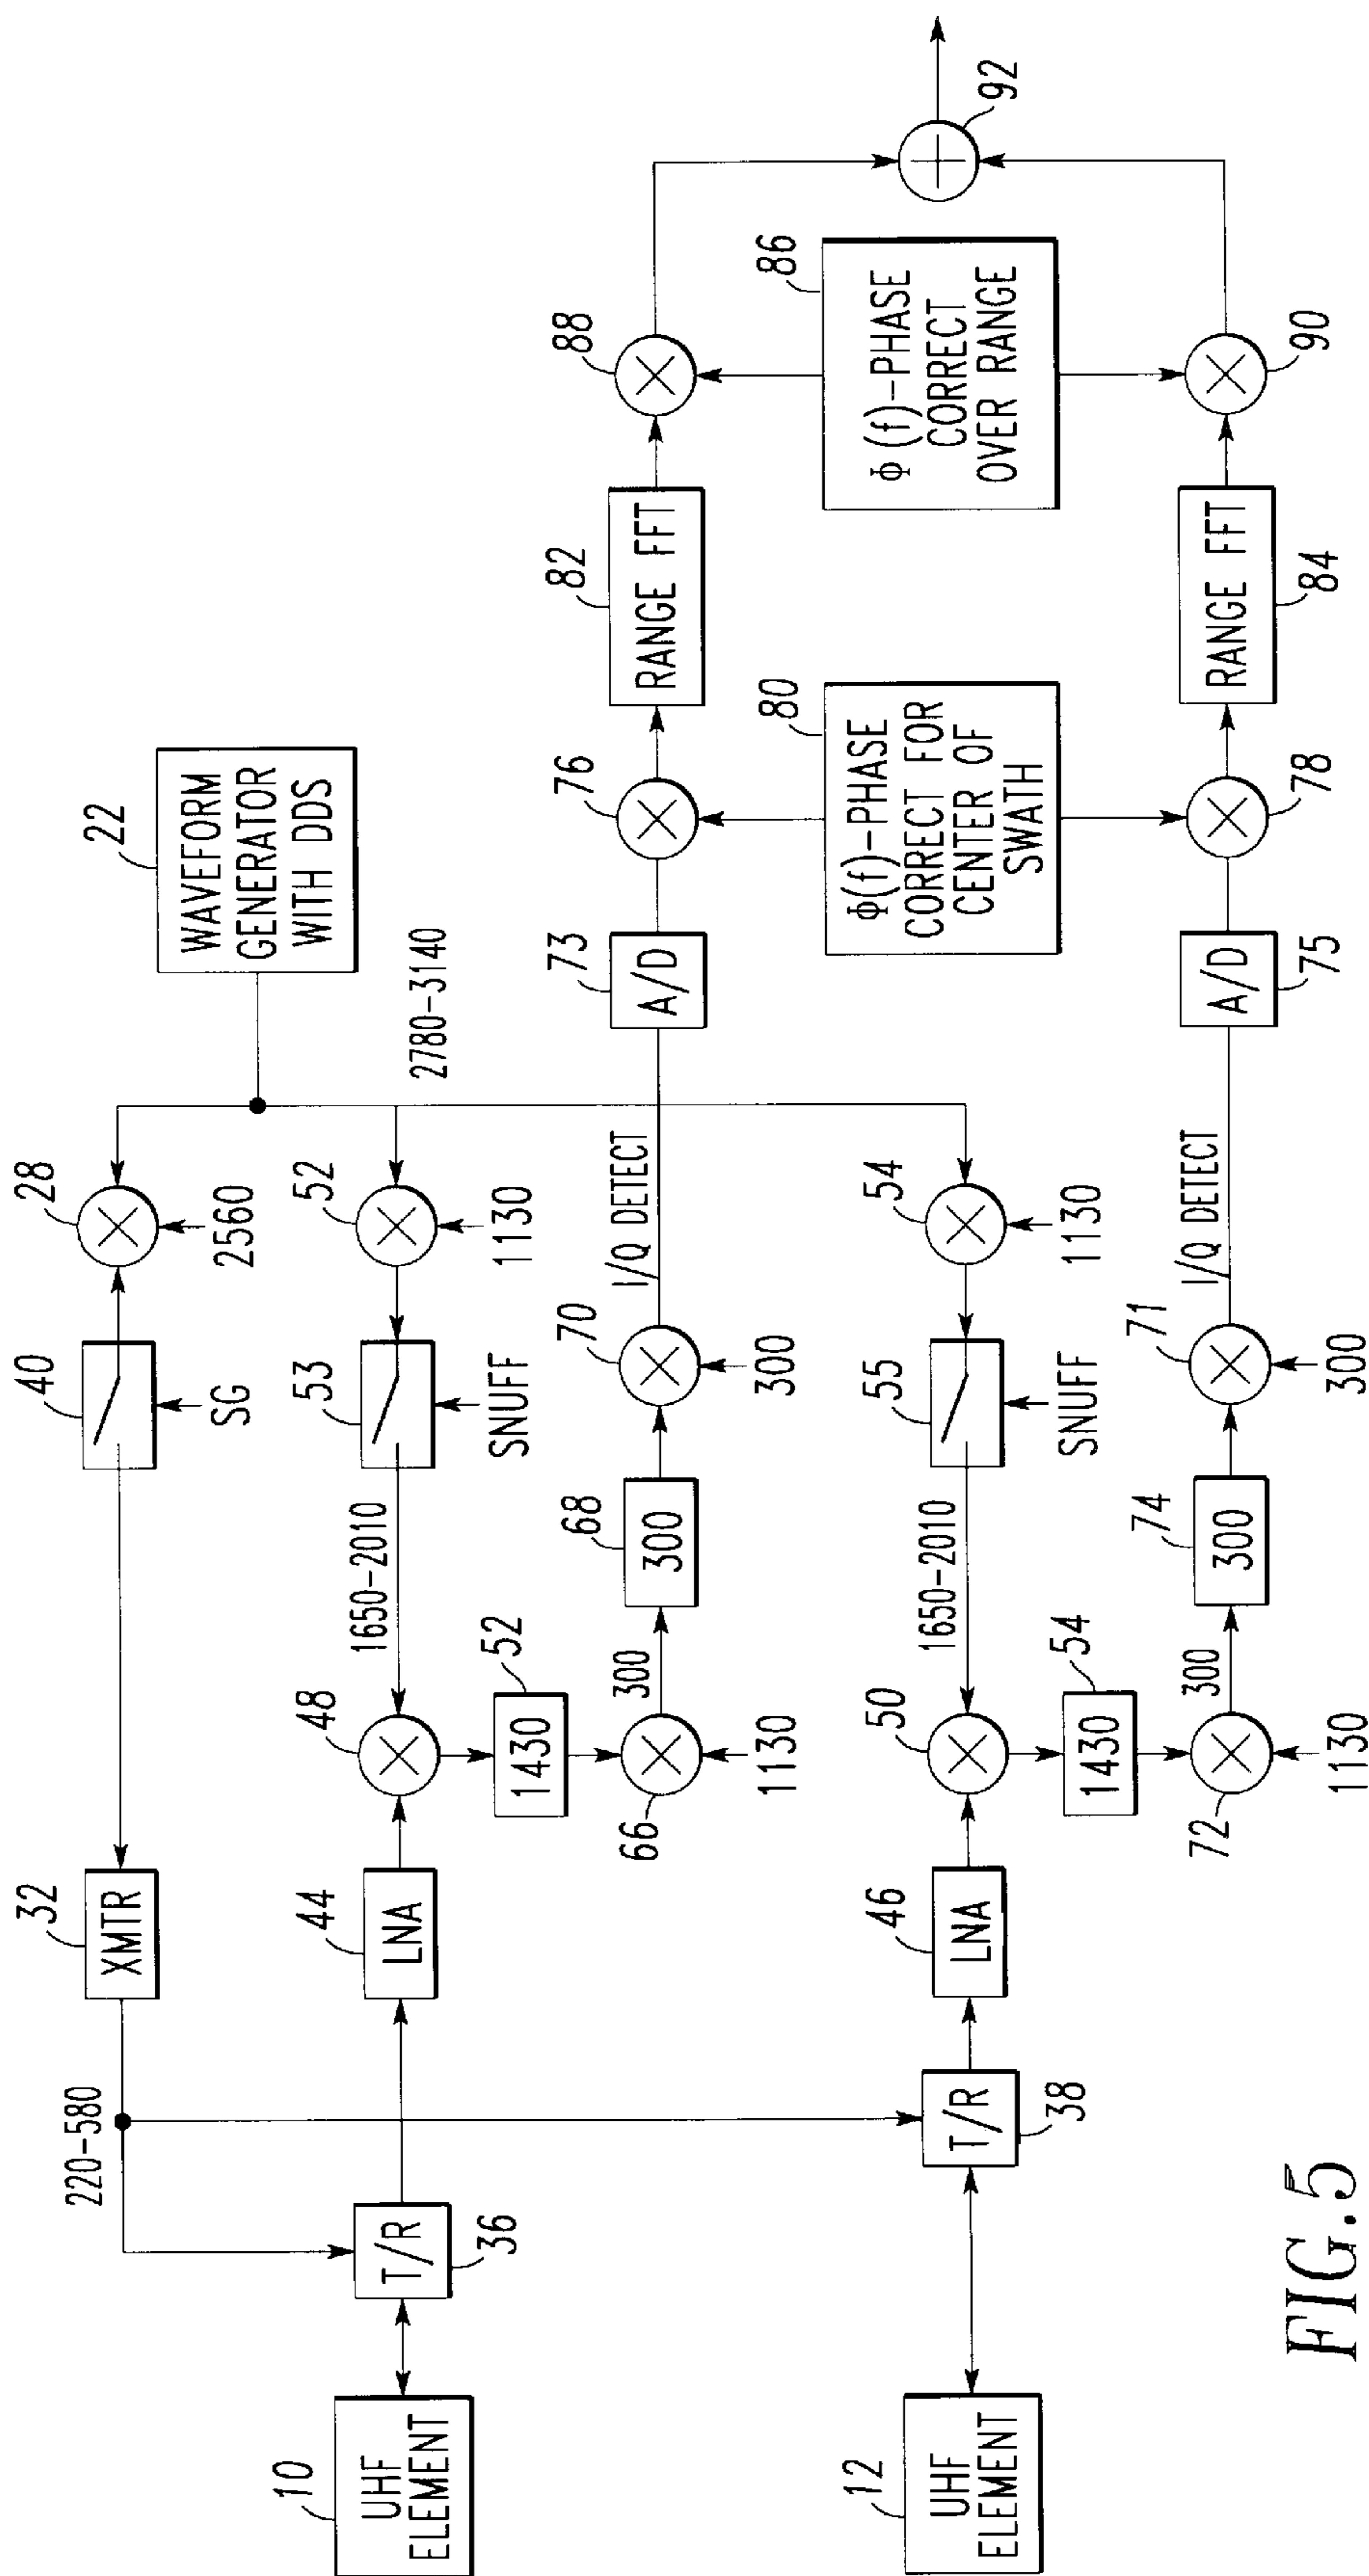 22
WAVEFORM
GENERATOR
WITH DDS
2780-3140
28
2560
40
SG
32
XMTR
220-580
52
1130
53
SNUFF
1650-2010
48
44
LNA
36
T/R
10
UHF
ELEMENT
52
1430
66
1130
300
68
300
70
300
I/Q DETECT
73
A/D
76
82
RANGE FFT
88
80
Φ(f)-PHASE
CORRECT FOR
CENTER OF
SWATH
86
Φ (f)-PHASE
CORRECT
OVER RANGE
92
54
1130
55
SNUFF
1650-2010
50
46
LNA
38
T/R
12
UHF
ELEMENT
54
1430
72
1130
300
74
300
71
300
I/Q DETECT
75
A/D
78
84
RANGE FFT
90
FIG.5